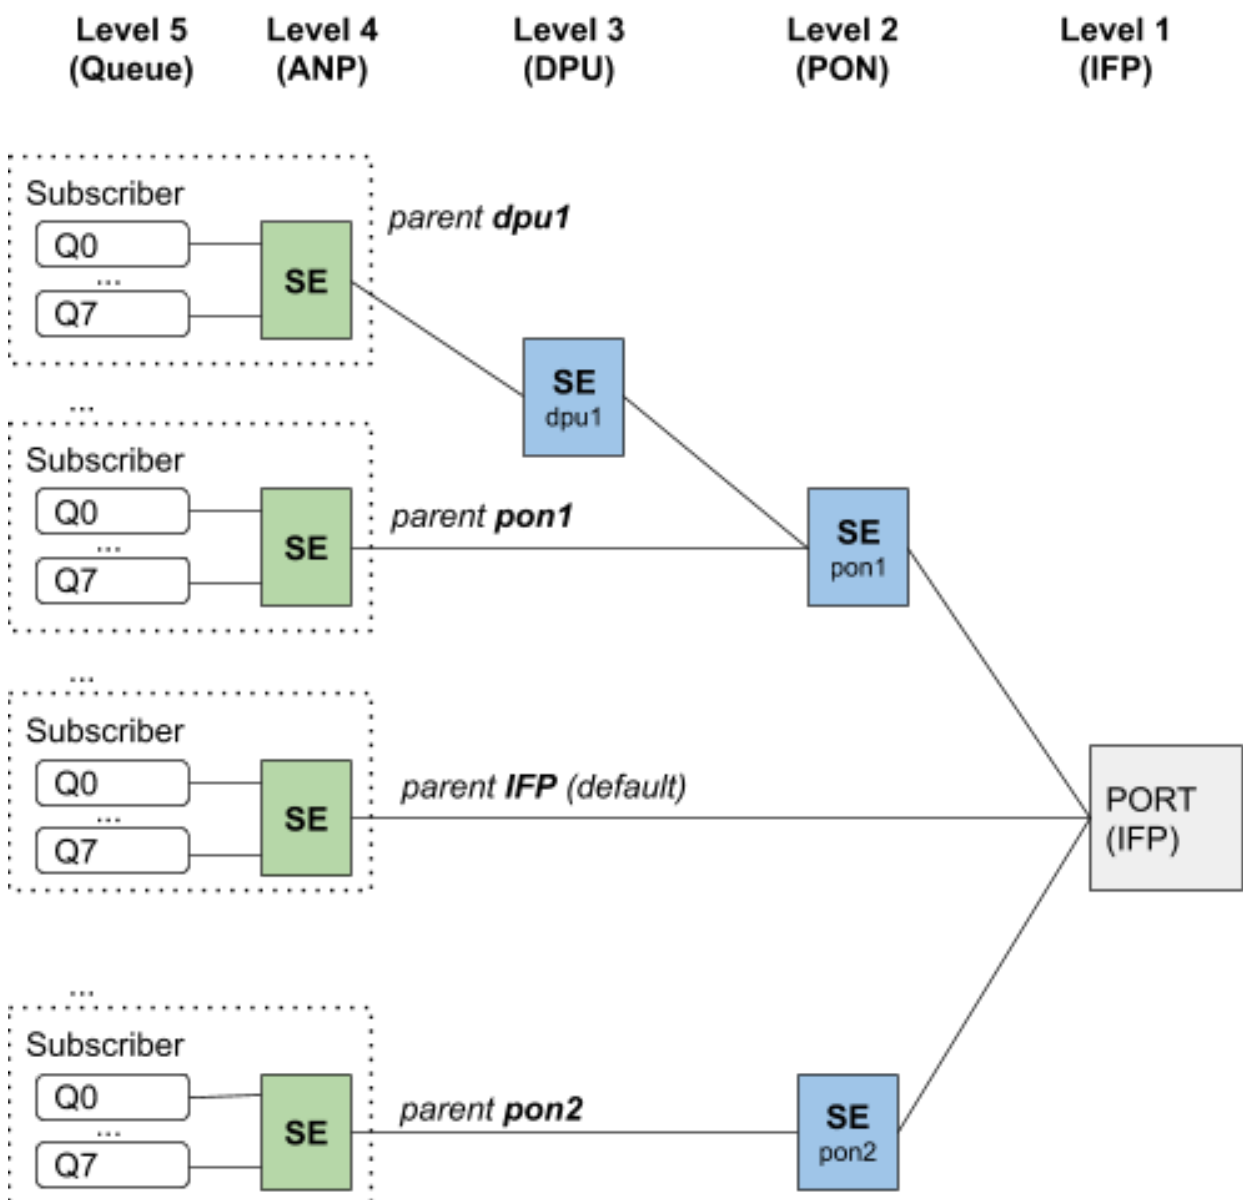 Level 5 Level 4 Level 3 Level 2 Level 1
(Queue) (ANP) (DPU) (PON) (IFP)
Subscriber
parent dpu1
Q0
...
SE
Q7
SE
dpu1
...
Subscriber
Q0
parent pon1
...
SE
Q7
SE
pon1
...
Subscriber
Q0
parent IFP (default)
...
SE
Q7
PORT
(IFP)
...
Subscriber
Q0
parent pon2
...
SE
Q7
SE
pon2